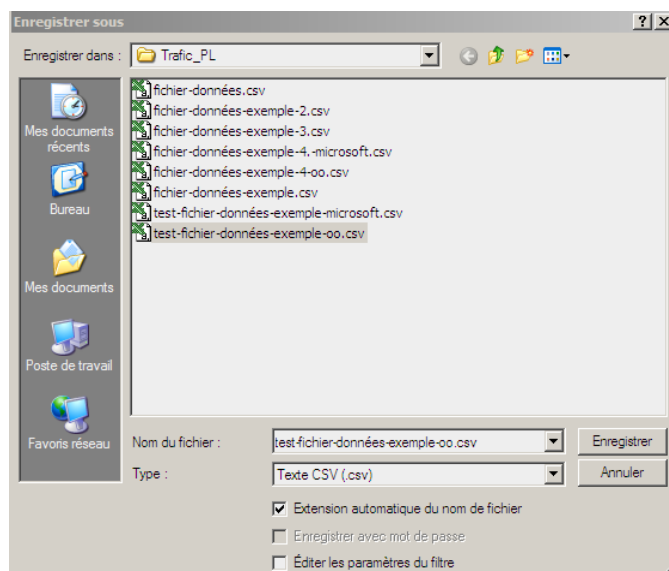 Enregistrer sous
Enregistrer dans :
Trafic_PL
Mes documents
récents
Bureau
Mes documents
Poste de travail
Favoris réseau
fichier-données.csv
fichier-données-exemple-2.csv
fichier-données-exemple-3.csv
fichier-données-exemple-4.-microsoft.csv
fichier-données-exemple-4-oo.csv
fichier-données-exemple.csv
test-fichier-données-exemple-microsoft.csv
test-fichier-données-exemple-oo.csv
Nom du fichier :
test-fichier-données-exemple-oo.csv
Enregistrer
Type :
Texte CSV (.csv)
Annuler
Extension automatique du nom de fichier
Enregistrer avec mot de passe
Éditer les paramètres du filtre